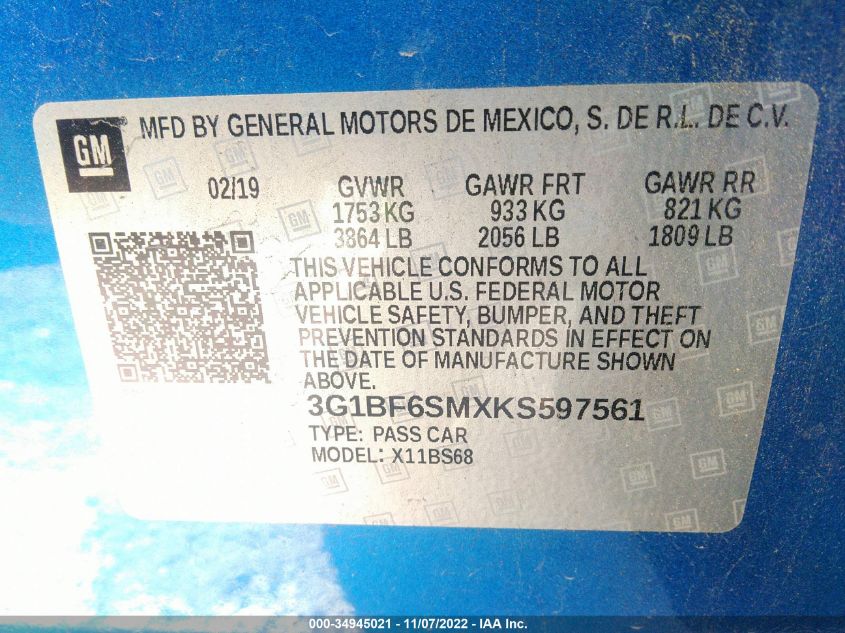 GM
MFD BY GENERAL MOTORS DE MEXICO, S. DE R.L. DE C.V.
02/19 GVWR GAWR FRT GAWR RR
1753 KG 933 KG 821 KG
3864 LB 2056 LB 1809 LB
THIS VEHICLE CONFORMS TO ALL
APPLICABLE U.S. FEDERAL MOTOR
VEHICLE SAFETY, BUMPER, AND THEFT
PREVENTION STANDARDS IN EFFECT ON
THE DATE OF MANUFACTURE SHOWN
ABOVE.
3G1BF6SMXKS597561
TYPE: PASS CAR
MODEL: X11BS68
000-34945021 - 11/07/2022 - IAA Inc.